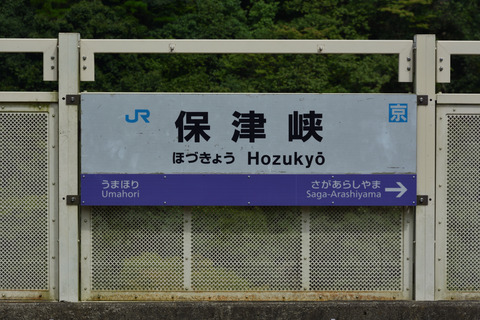 JR 保津峡 京
ほづきょう Hozukyō
うまほり さがあらしやま
Umahori Saga-Arashiyama